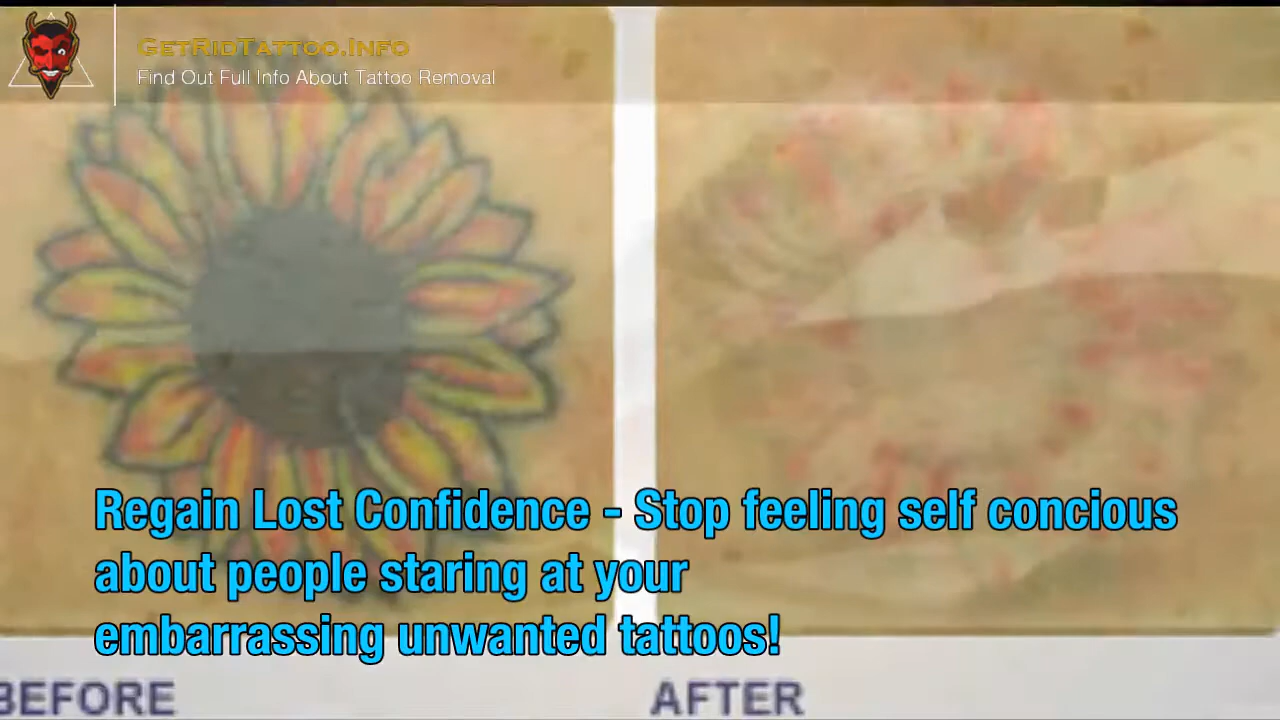 GetRidTattoo.Info
Find Out Full Info About Tattoo Removal
Regain Lost Confidence - Stop feeling self concious
about people staring at your
embarrassing unwanted tattoos!
BEFORE
AFTER